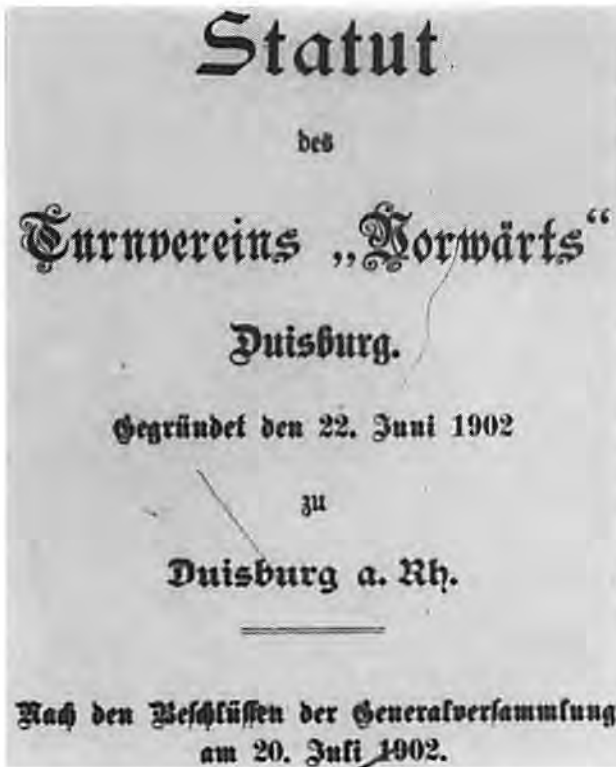 Statut
des
Turnvereins „Vorwärts“
Duisburg.
Gegründet den 22. Juni 1902
zu
Duisburg a. Rh.
Nach den Beschlüssen der Generalversammlung
am 20. Juli 1902.